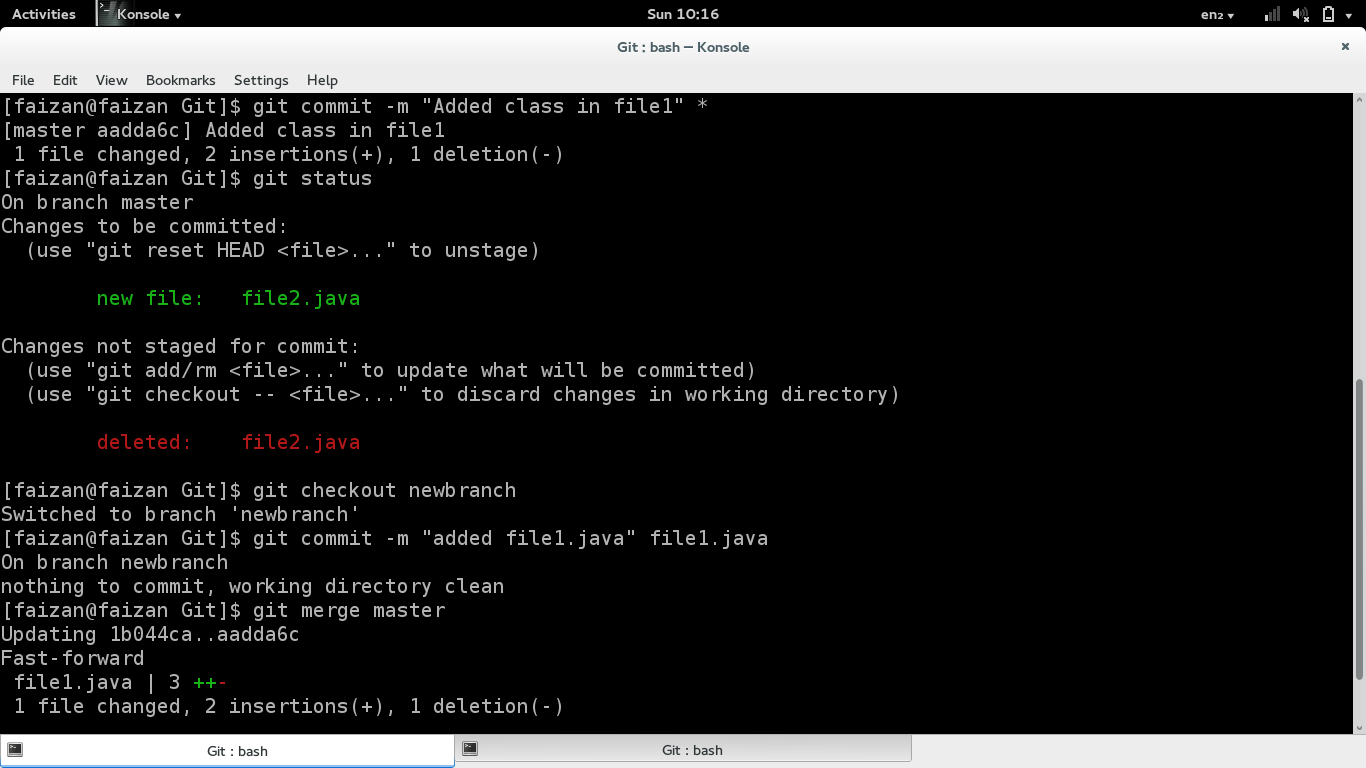 Activities Konsole Sun 10:16 en₂
Git : bash — Konsole
File Edit View Bookmarks Settings Help
[faizan@faizan Git]$ git commit -m "Added class in file1" *
[master aadda6c] Added class in file1
 1 file changed, 2 insertions(+), 1 deletion(-)
[faizan@faizan Git]$ git status
On branch master
Changes to be committed:
  (use "git reset HEAD <file>..." to unstage)
        new file:   file2.java
Changes not staged for commit:
  (use "git add/rm <file>..." to update what will be committed)
  (use "git checkout -- <file>..." to discard changes in working directory)
        deleted:    file2.java
[faizan@faizan Git]$ git checkout newbranch
Switched to branch 'newbranch'
[faizan@faizan Git]$ git commit -m "added file1.java" file1.java
On branch newbranch
nothing to commit, working directory clean
[faizan@faizan Git]$ git merge master
Updating 1b044ca..aadda6c
Fast-forward
 file1.java | 3 ++-
 1 file changed, 2 insertions(+), 1 deletion(-)
Git : bash Git : bash